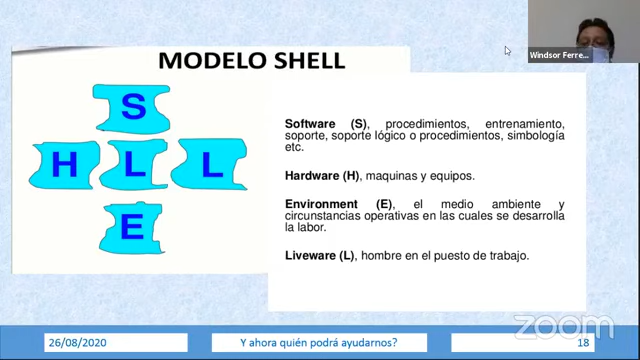 Windsor Ferre...
MODELO SHELL
S
H L L
E
Software (S), procedimientos, entrenamiento,
soporte, soporte lógico o procedimientos, simbología
etc.
Hardware (H), maquinas y equipos.
Environment (E), el medio ambiente y
circunstancias operativas en las cuales se desarrolla
la labor.
Liveware (L), hombre en el puesto de trabajo.
zoom
26/08/2020
Y ahora quién podrá ayudarnos?
18